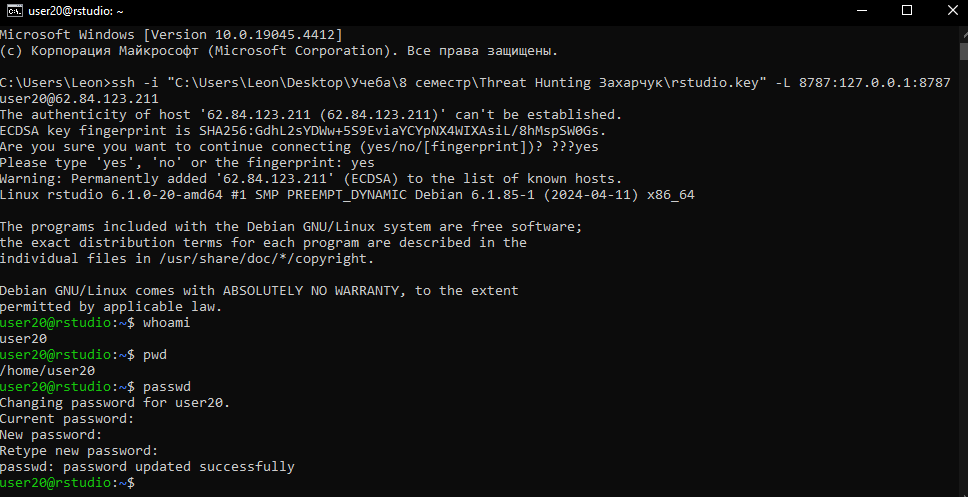 user20@rstudio: ~
Microsoft Windows [Version 10.0.19045.4412]
(c) Корпорация Майкрософт (Microsoft Corporation). Все права защищены.
C:\Users\Leon>ssh -i "C:\Users\Leon\Desktop\Учеба\8 семестр\Threat Hunting Захарчук\rstudio.key" -L 8787:127.0.0.1:8787
user20@62.84.123.211
The authenticity of host '62.84.123.211 (62.84.123.211)' can't be established.
ECDSA key fingerprint is SHA256:GdhL2sYDWw+5S9EviaYCYpNX4WIXAsiL/8hMspSW0Gs.
Are you sure you want to continue connecting (yes/no/[fingerprint])? ???yes
Please type 'yes', 'no' or the fingerprint: yes
Warning: Permanently added '62.84.123.211' (ECDSA) to the list of known hosts.
Linux rstudio 6.1.0-20-amd64 #1 SMP PREEMPT_DYNAMIC Debian 6.1.85-1 (2024-04-11) x86_64
The programs included with the Debian GNU/Linux system are free software;
the exact distribution terms for each program are described in the
individual files in /usr/share/doc/*/copyright.
Debian GNU/Linux comes with ABSOLUTELY NO WARRANTY, to the extent
permitted by applicable law.
user20@rstudio:~$ whoami
user20
user20@rstudio:~$ pwd
/home/user20
user20@rstudio:~$ passwd
Changing password for user20.
Current password:
New password:
Retype new password:
passwd: password updated successfully
user20@rstudio:~$